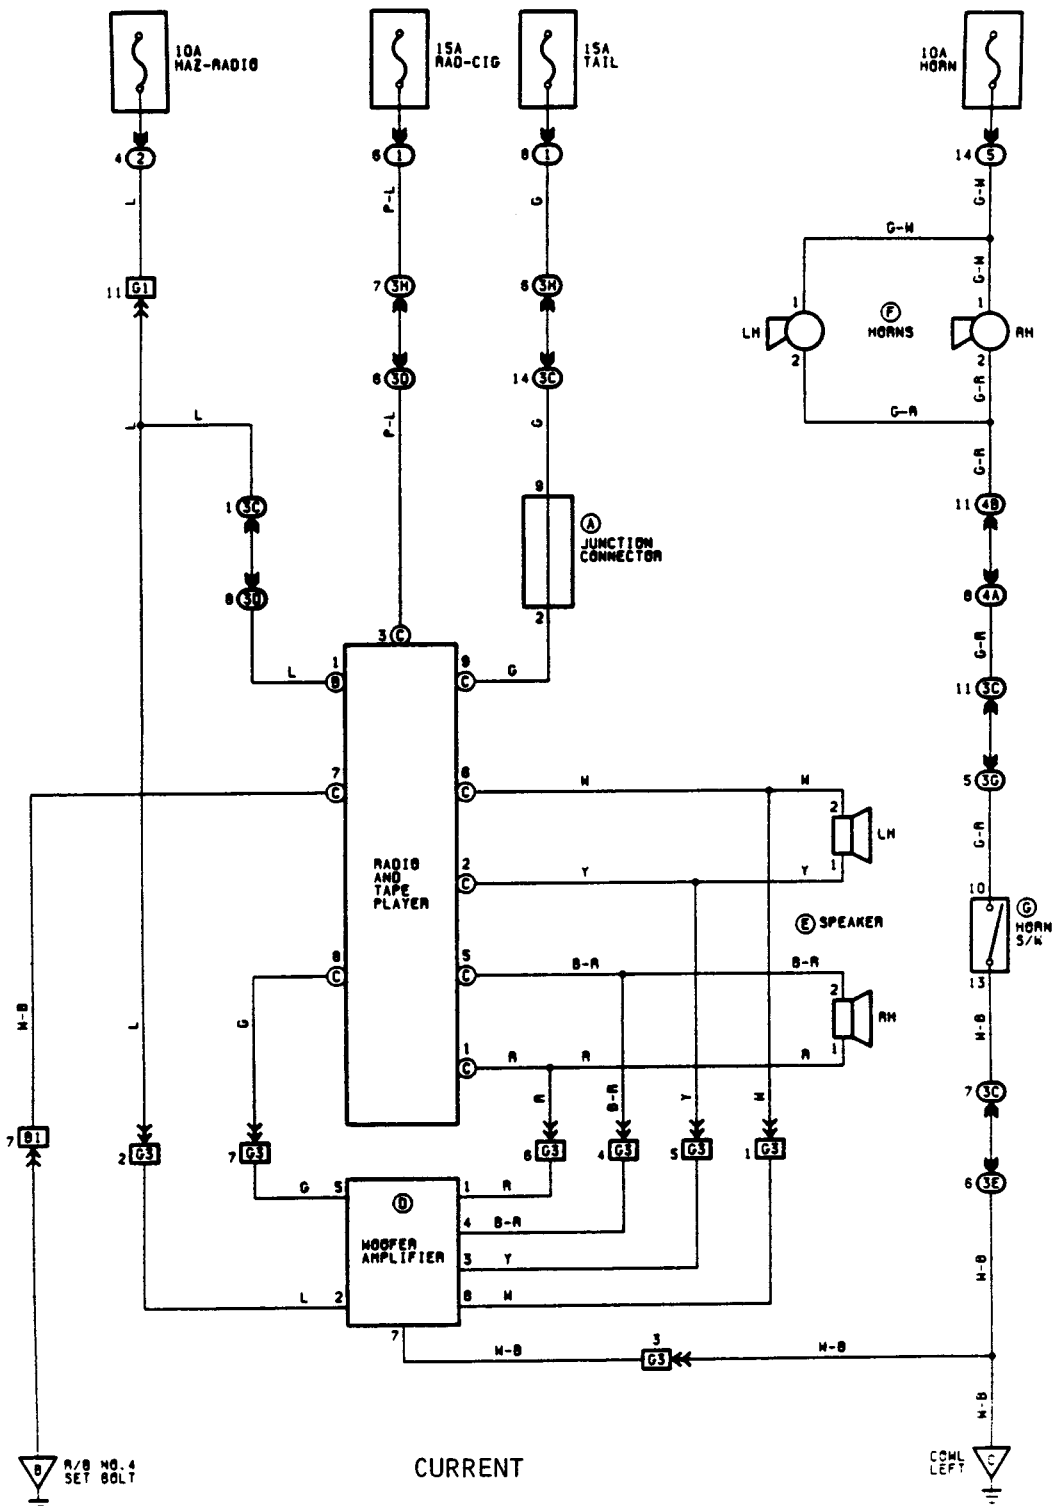 10A
HAZ-RADIO
15A
RAD-CIG
15A
TAIL
10A
HORN
4 2
6 1
8 1
14 5
L
P-L
G
G-W
G-W
G-W
11 G1
7 3H
6 3H
1
1
LH
F
HORNS
RH
2
2
6 3D
14 3C
G-R
G-R
L
L
P-L
G
G-R
9
1 3C
11 4B
A
JUNCTION
CONNECTOR
8 3D
8 4A
2
3 C
G-R
1
B
L
9
C
G
11 3C
7
C
6
C
W
W
5 3G
2
LH
1
G-R
RADIO
AND
TAPE
PLAYER
2
C
Y
Y
10
G
HORN
S/W
13
E SPEAKER
8
C
5
C
B-R
B-R
2
RH
1
W-B
L
G
W-B
1
C
R
R
R
R
B-R
Y
W
7 3C
7 B1
2 G3
7 G3
6 G3
4 G3
5 G3
1 G3
6 3E
G
5
D
WOOFER
AMPLIFIER
1
R
4
B-R
3
Y
L
2
8
W
W-B
7
W-B
3
G3
W-B
W-B
B
R/B NO.4
SET BOLT
CURRENT
COWL
LEFT
C